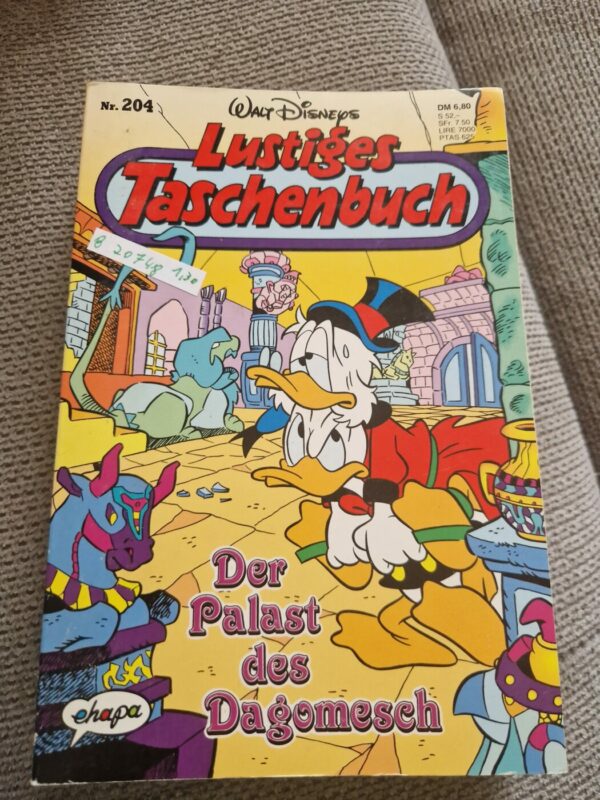 Nr. 204
Walt Disneys
DM 6,80
S 52.-
SFr. 7.50
LIRE 7000
PTAS 625
Lustiges
Taschenbuch
B 20748 1,20
Der
Palast
des
Dagomesch
ehapa